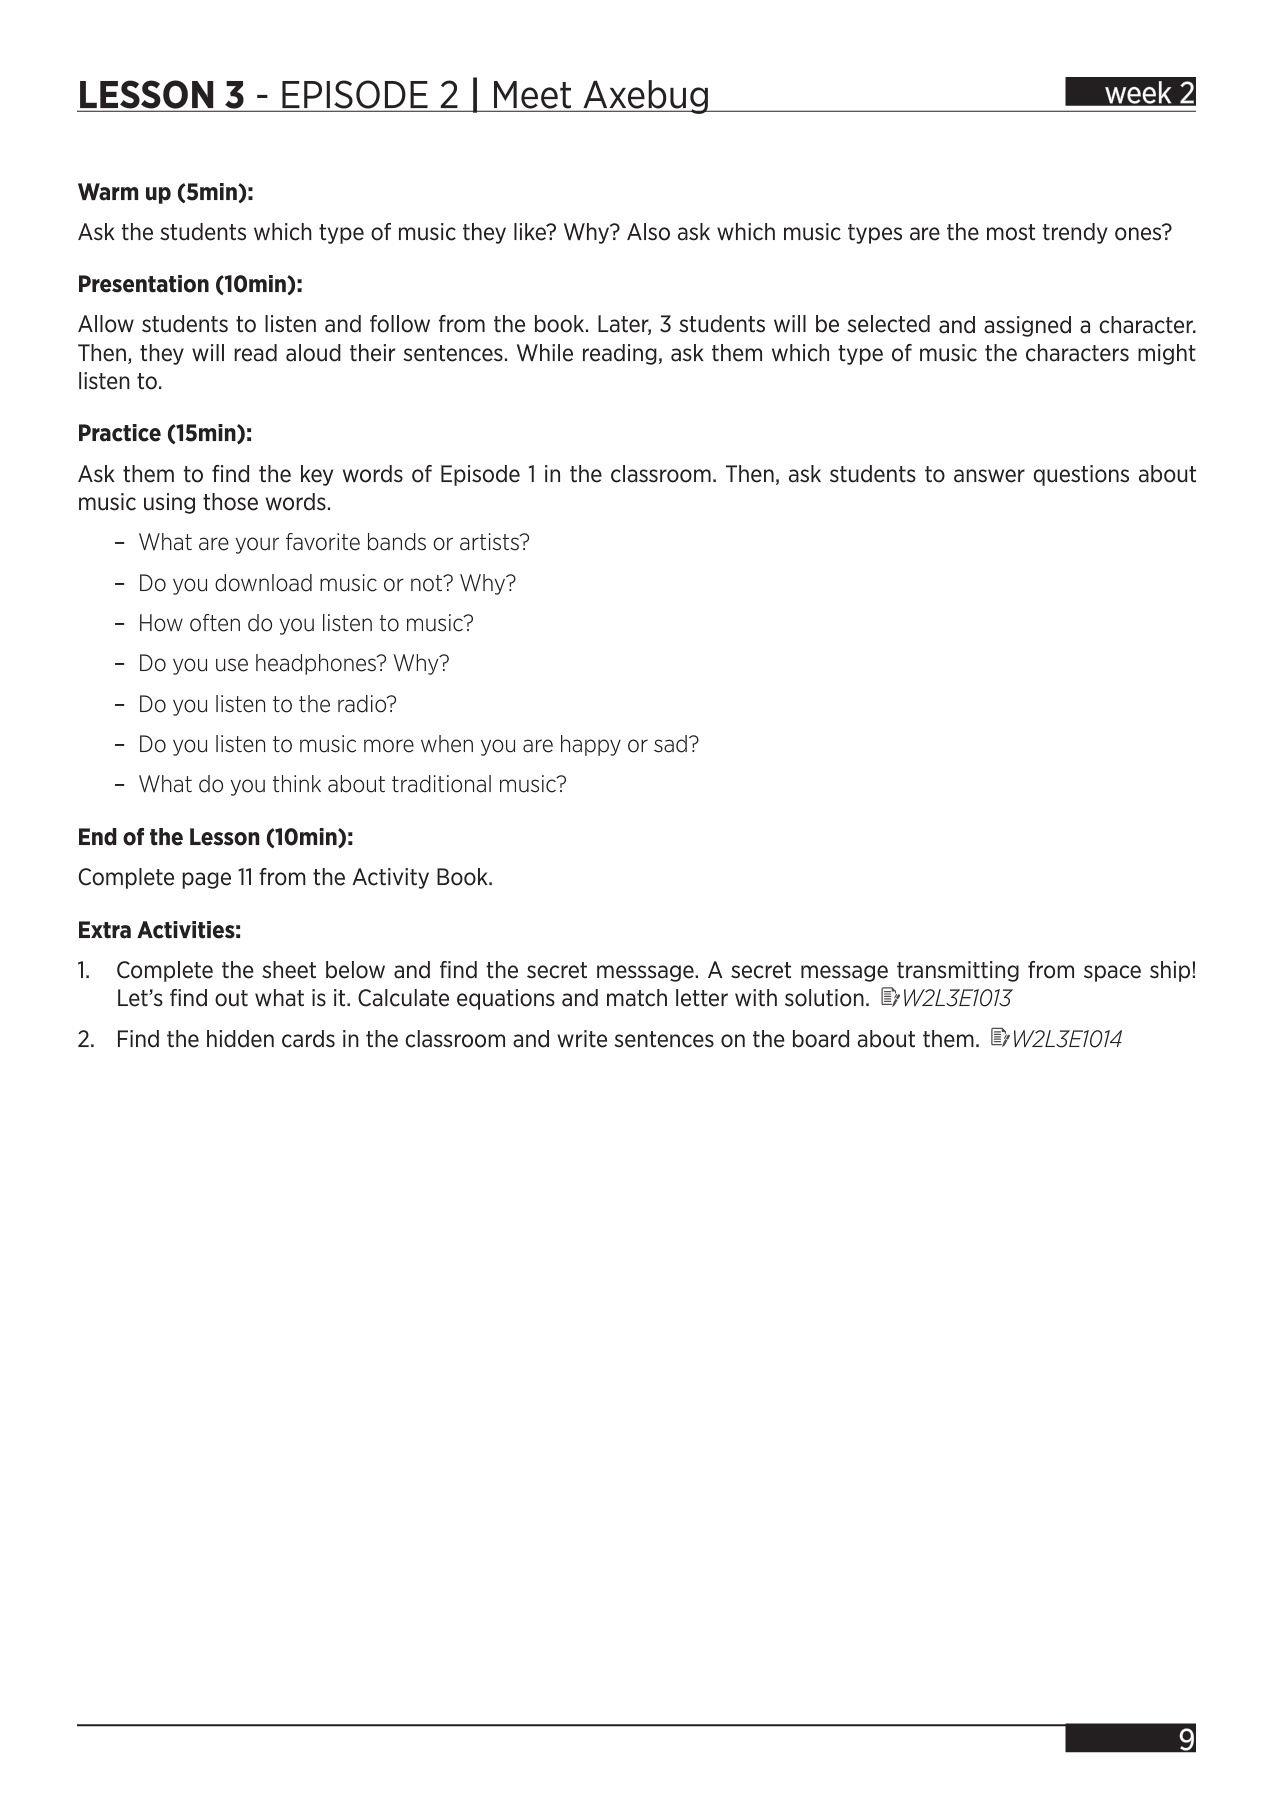 LESSON 3 - EPISODE 2 | Meet Axebug
week 2
Warm up (5min):
Ask the students which type of music they like? Why? Also ask which music types are the most trendy ones?
Presentation (10min):
Allow students to listen and follow from the book. Later, 3 students will be selected and assigned a character.
Then, they will read aloud their sentences. While reading, ask them which type of music the characters might
listen to.
Practice (15min):
Ask them to find the key words of Episode 1 in the classroom. Then, ask students to answer questions about
music using those words.
– What are your favorite bands or artists?
– Do you download music or not? Why?
– How often do you listen to music?
– Do you use headphones? Why?
– Do you listen to the radio?
– Do you listen to music more when you are happy or sad?
– What do you think about traditional music?
End of the Lesson (10min):
Complete page 11 from the Activity Book.
Extra Activities:
1. Complete the sheet below and find the secret messsage. A secret message transmitting from space ship!
Let’s find out what is it. Calculate equations and match letter with solution. W2L3E1013
2. Find the hidden cards in the classroom and write sentences on the board about them. W2L3E1014
9